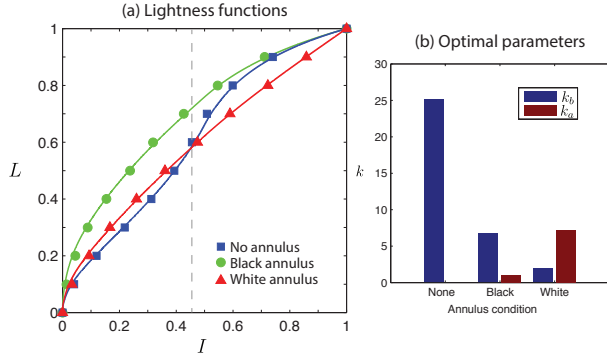 (a) Lightness functions
1
0.8
0.6
L
0.4
0.2
0
No annulus
Black annulus
White annulus
0
0.2
0.4
0.6
0.8
1
I
(b) Optimal parameters
30
25
20
k
15
10
5
0
k_b
k_a
None
Black
White
Annulus condition